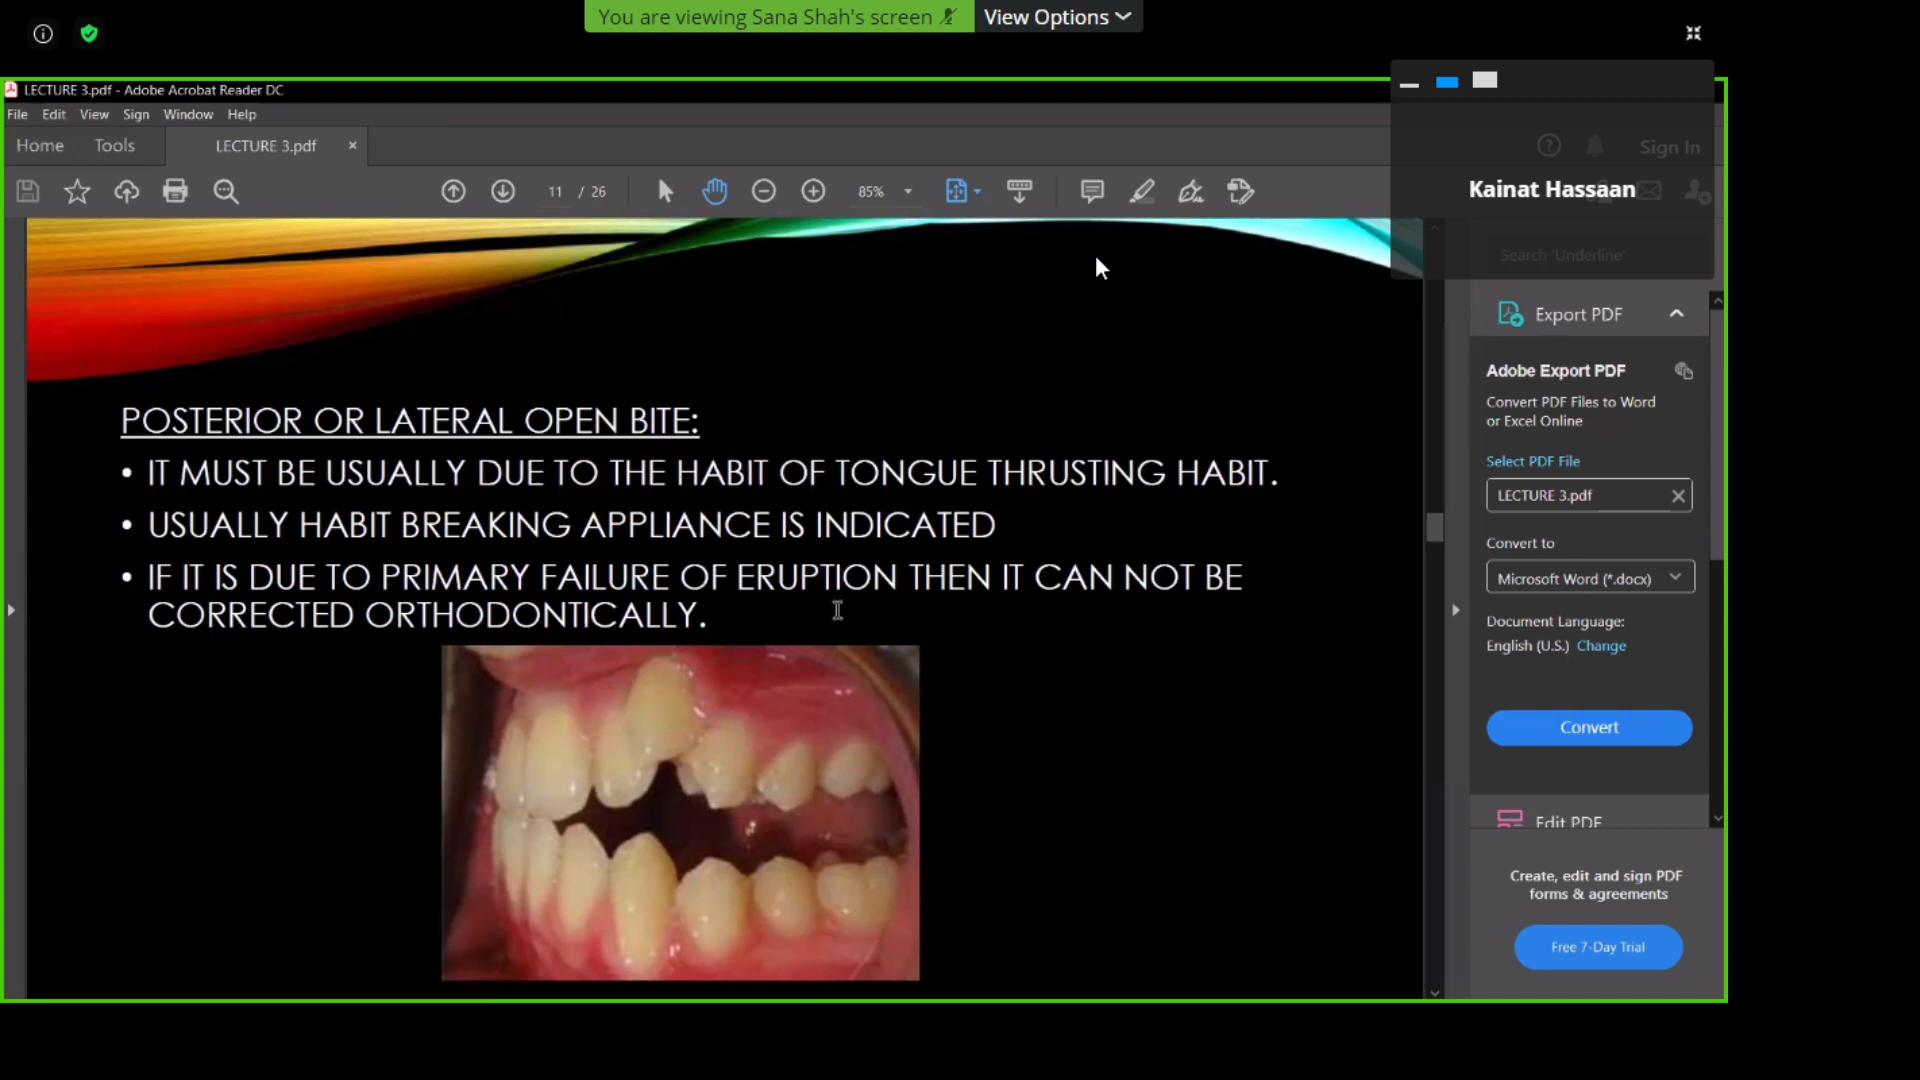 You are viewing Sana Shah's screen
View Options
LECTURE 3.pdf - Adobe Acrobat Reader DC
File Edit View Sign Window Help
Home Tools LECTURE 3.pdf ×
Sign In
11 / 26 85%
Kainat Hassaan
Search 'Underline'
Export PDF
Adobe Export PDF
Convert PDF Files to Word
or Excel Online
Select PDF File
LECTURE 3.pdf
Convert to
Microsoft Word (*.docx)
Document Language:
English (U.S.) Change
Convert
Edit PDF
Create, edit and sign PDF
forms & agreements
Free 7-Day Trial
POSTERIOR OR LATERAL OPEN BITE:
• IT MUST BE USUALLY DUE TO THE HABIT OF TONGUE THRUSTING HABIT.
• USUALLY HABIT BREAKING APPLIANCE IS INDICATED
• IF IT IS DUE TO PRIMARY FAILURE OF ERUPTION THEN IT CAN NOT BE
CORRECTED ORTHODONTICALLY.